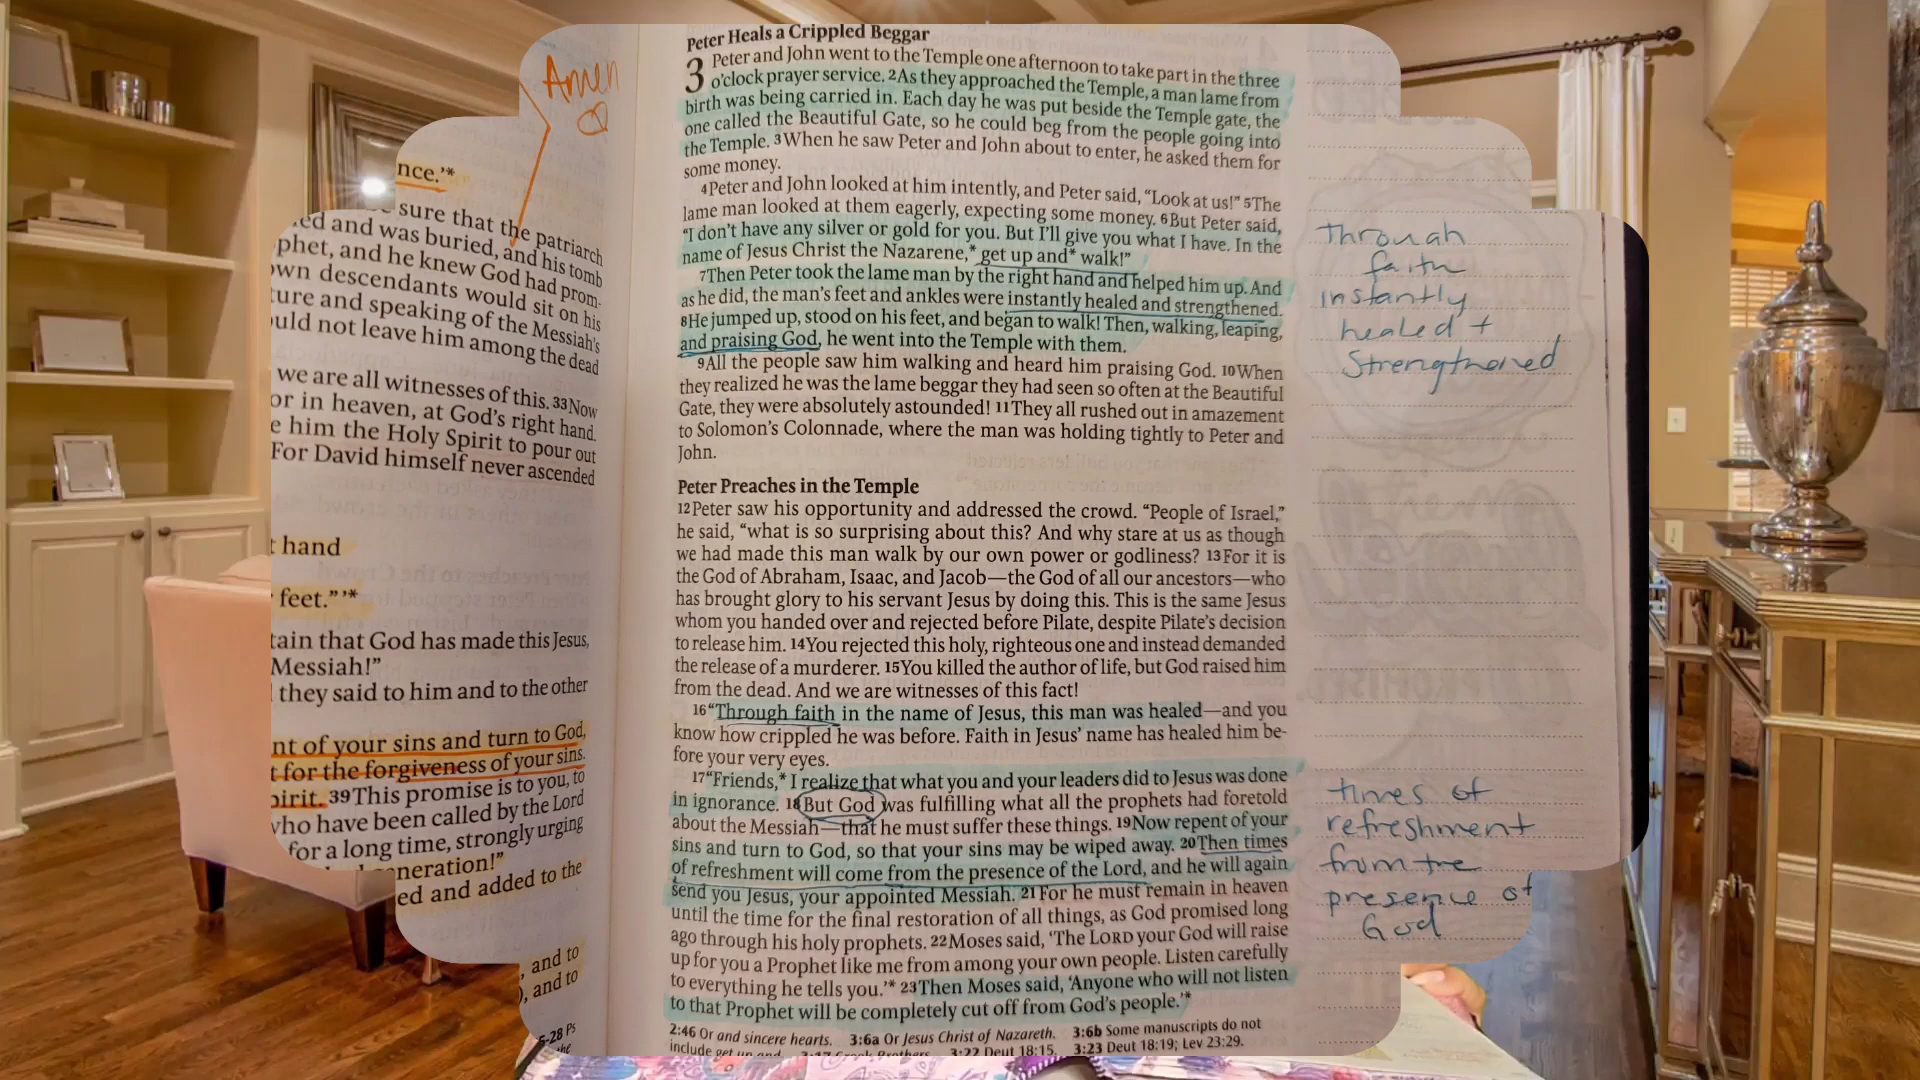 Amen
nce.’*
sure that the patriarch
ed and was buried, and his tomb
phet, and he knew God had prom-
own descendants would sit on his
ture and speaking of the Messiah’s
ould not leave him among the dead
we are all witnesses of this. 33Now
or in heaven, at God’s right hand.
e him the Holy Spirit to pour out
For David himself never ascended
t hand
feet.”’*
tain that God has made this Jesus,
Messiah!”
they said to him and to the other
nt of your sins and turn to God,
t for the forgiveness of your sins.
pirit. 39This promise is to you, to
who have been called by the Lord
for a long time, strongly urging
neration!”
ed and added to the
, and to
), and to
5-28 Ps
the
Peter Heals a Crippled Beggar
3 Peter and John went to the Temple one afternoon to take part in the three
o’clock prayer service. 2As they approached the Temple, a man lame from
birth was being carried in. Each day he was put beside the Temple gate, the
one called the Beautiful Gate, so he could beg from the people going into
the Temple. 3When he saw Peter and John about to enter, he asked them for
some money.
4Peter and John looked at him intently, and Peter said, “Look at us!” 5The
lame man looked at them eagerly, expecting some money. 6But Peter said,
“I don’t have any silver or gold for you. But I’ll give you what I have. In the
name of Jesus Christ the Nazarene,* get up and* walk!”
7Then Peter took the lame man by the right hand and helped him up. And
as he did, the man’s feet and ankles were instantly healed and strengthened.
8He jumped up, stood on his feet, and began to walk! Then, walking, leaping,
and praising God, he went into the Temple with them.
9All the people saw him walking and heard him praising God. 10When
they realized he was the lame beggar they had seen so often at the Beautiful
Gate, they were absolutely astounded! 11They all rushed out in amazement
to Solomon’s Colonnade, where the man was holding tightly to Peter and
John.
Peter Preaches in the Temple
12Peter saw his opportunity and addressed the crowd. “People of Israel,”
he said, “what is so surprising about this? And why stare at us as though
we had made this man walk by our own power or godliness? 13For it is
the God of Abraham, Isaac, and Jacob—the God of all our ancestors—who
has brought glory to his servant Jesus by doing this. This is the same Jesus
whom you handed over and rejected before Pilate, despite Pilate’s decision
to release him. 14You rejected this holy, righteous one and instead demanded
the release of a murderer. 15You killed the author of life, but God raised him
from the dead. And we are witnesses of this fact!
16“Through faith in the name of Jesus, this man was healed—and you
know how crippled he was before. Faith in Jesus’ name has healed him be-
fore your very eyes.
17“Friends,* I realize that what you and your leaders did to Jesus was done
in ignorance. 18But God was fulfilling what all the prophets had foretold
about the Messiah—that he must suffer these things. 19Now repent of your
sins and turn to God, so that your sins may be wiped away. 20Then times
of refreshment will come from the presence of the Lord, and he will again
send you Jesus, your appointed Messiah. 21For he must remain in heaven
until the time for the final restoration of all things, as God promised long
ago through his holy prophets. 22Moses said, ‘The LORD your God will raise
up for you a Prophet like me from among your own people. Listen carefully
to everything he tells you.’* 23Then Moses said, ‘Anyone who will not listen
to that Prophet will be completely cut off from God’s people.’*
2:46 Or and sincere hearts. 3:6a Or Jesus Christ of Nazareth. 3:6b Some manuscripts do not
include get up and 3:17 Greek Brothers 3:22 Deut 18:15. 3:23 Deut 18:19; Lev 23:29.
Through
faith
instantly
healed +
Strengthened
times of
refreshment
from the
presence of
God